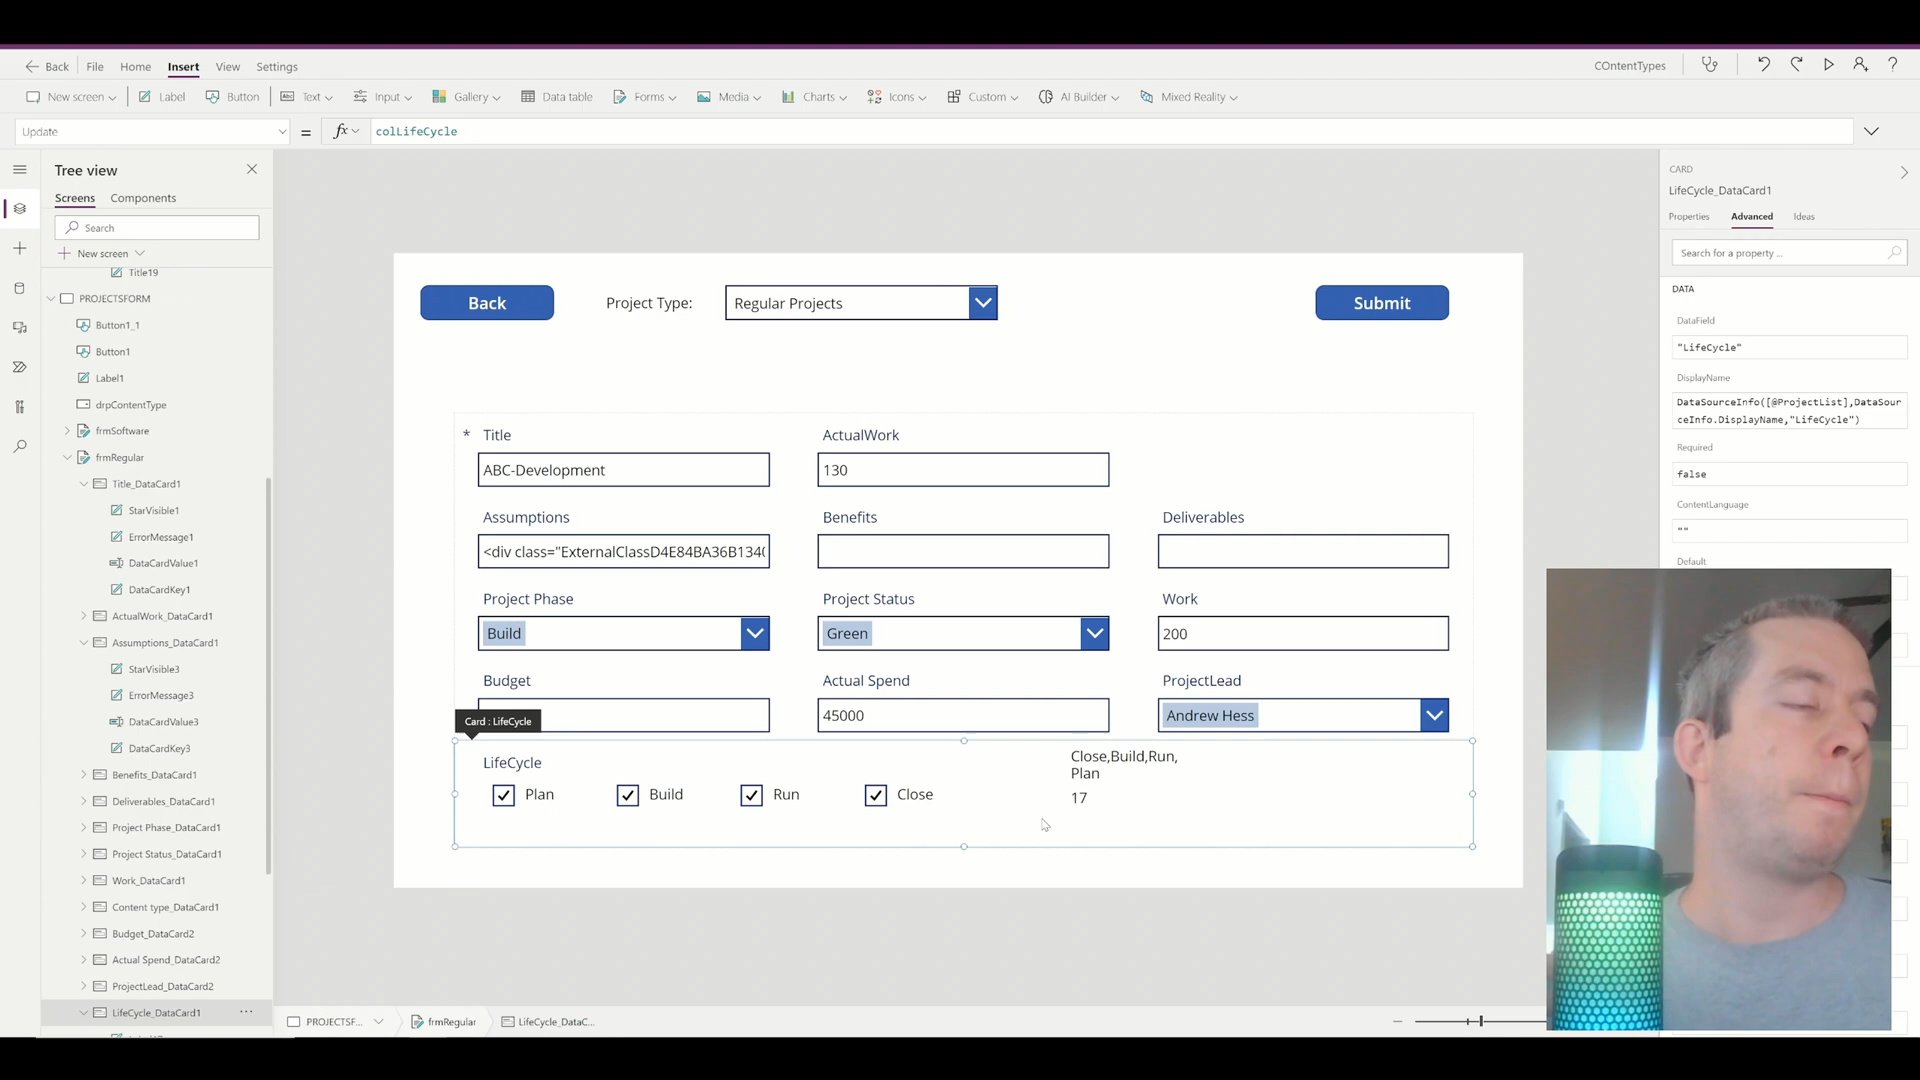 Back File Home Insert View Settings COntentTypes
New screen Label Button Text Input Gallery Data table Forms Media Charts Icons Custom AI Builder Mixed Reality
Update = fx colLifeCycle
Tree view
Screens Components
Search
New screen
Title19
PROJECTSFORM
Button1_1
Button1
Label1
drpContentType
frmSoftware
frmRegular
Title_DataCard1
StarVisible1
ErrorMessage1
DataCardValue1
DataCardKey1
ActualWork_DataCard1
Assumptions_DataCard1
StarVisible3
ErrorMessage3
DataCardValue3
DataCardKey3
Benefits_DataCard1
Deliverables_DataCard1
Project Phase_DataCard1
Project Status_DataCard1
Work_DataCard1
Content type_DataCard1
Budget_DataCard2
Actual Spend_DataCard2
ProjectLead_DataCard2
LifeCycle_DataCard1 ...
Back Project Type: Regular Projects Submit
* Title ActualWork
ABC-Development 130
Assumptions Benefits Deliverables
<div class="ExternalClassD4E84BA36B134(
Project Phase Project Status Work
Build Green 200
Budget Actual Spend ProjectLead
Card : LifeCycle 45000 Andrew Hess
LifeCycle
Plan Build Run Close
Close,Build,Run,
Plan
17
PROJECTSF... frmRegular LifeCycle_DataC...
CARD
LifeCycle_DataCard1
Properties Advanced Ideas
Search for a property ...
DATA
DataField
"LifeCycle"
DisplayName
DataSourceInfo([@ProjectList],DataSour
ceInfo.DisplayName,"LifeCycle")
Required
false
ContentLanguage
""
Default